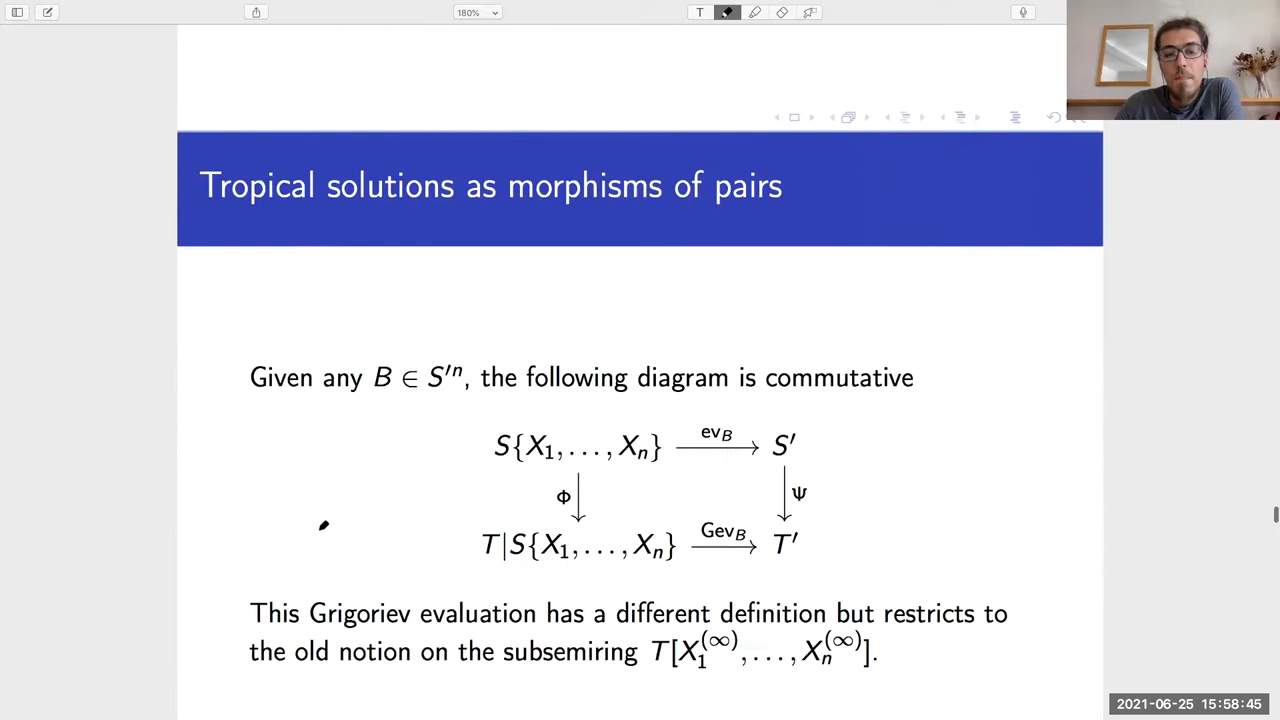 180%
T
Tropical solutions as morphisms of pairs
Given any B ∈ S′ⁿ, the following diagram is commutative
S{X₁, . . . , Xₙ} ev_B S′
Φ Ψ
T|S{X₁, . . . , Xₙ} Gev_B T′
This Grigoriev evaluation has a different definition but restricts to
the old notion on the subsemiring T[X₁^(∞), . . . , Xₙ^(∞)].
2021-06-25 15:58:45